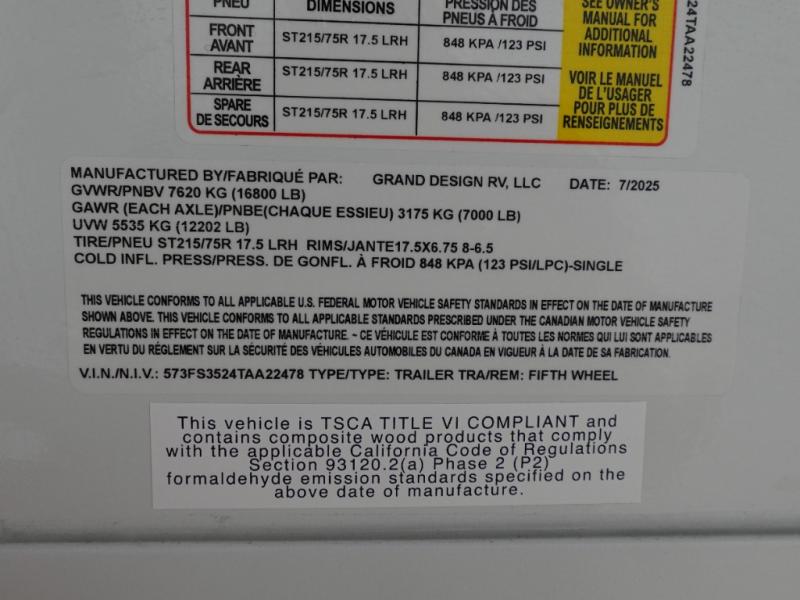 PNEU DIMENSIONS PRESSION DES PNEUS À FROID
SEE OWNER'S
MANUAL FOR
ADDITIONAL
INFORMATION
FRONT
AVANT ST215/75R 17.5 LRH 848 KPA /123 PSI
REAR
ARRIÈRE ST215/75R 17.5 LRH 848 KPA /123 PSI
SPARE
DE SECOURS ST215/75R 17.5 LRH 848 KPA /123 PSI
VOIR LE MANUEL
DE L'USAGER
POUR PLUS DE
RENSEIGNEMENTS
24TAA22478
MANUFACTURED BY/FABRIQUÉ PAR: GRAND DESIGN RV, LLC DATE: 7/2025
GVWR/PNBV 7620 KG (16800 LB)
GAWR (EACH AXLE)/PNBE(CHAQUE ESSIEU) 3175 KG (7000 LB)
UVW 5535 KG (12202 LB)
TIRE/PNEU ST215/75R 17.5 LRH RIMS/JANTE17.5X6.75 8-6.5
COLD INFL. PRESS/PRESS. DE GONFL. À FROID 848 KPA (123 PSI/LPC)-SINGLE
THIS VEHICLE CONFORMS TO ALL APPLICABLE U.S. FEDERAL MOTOR VEHICLE SAFETY STANDARDS IN EFFECT ON THE DATE OF MANUFACTURE
SHOWN ABOVE. THIS VEHICLE CONFORMS TO ALL APPLICABLE STANDARDS PRESCRIBED UNDER THE CANADIAN MOTOR VEHICLE SAFETY
REGULATIONS IN EFFECT ON THE DATE OF MANUFACTURE. ~ CE VÉHICULE EST CONFORME À TOUTES LES NORMES QUI LUI SONT APPLICABLES
EN VERTU DU RÉGLEMENT SUR LA SÉCURITÉ DES VÉHICULES AUTOMOBILES DU CANADA EN VIGUEUR À LA DATE DE SA FABRICATION.
V.I.N./N.I.V.: 573FS3524TAA22478 TYPE/TYPE: TRAILER TRA/REM: FIFTH WHEEL
This vehicle is TSCA TITLE VI COMPLIANT and
contains composite wood products that comply
with the applicable California Code of Regulations
Section 93120.2(a) Phase 2 (P2)
formaldehyde emission standards specified on the
above date of manufacture.